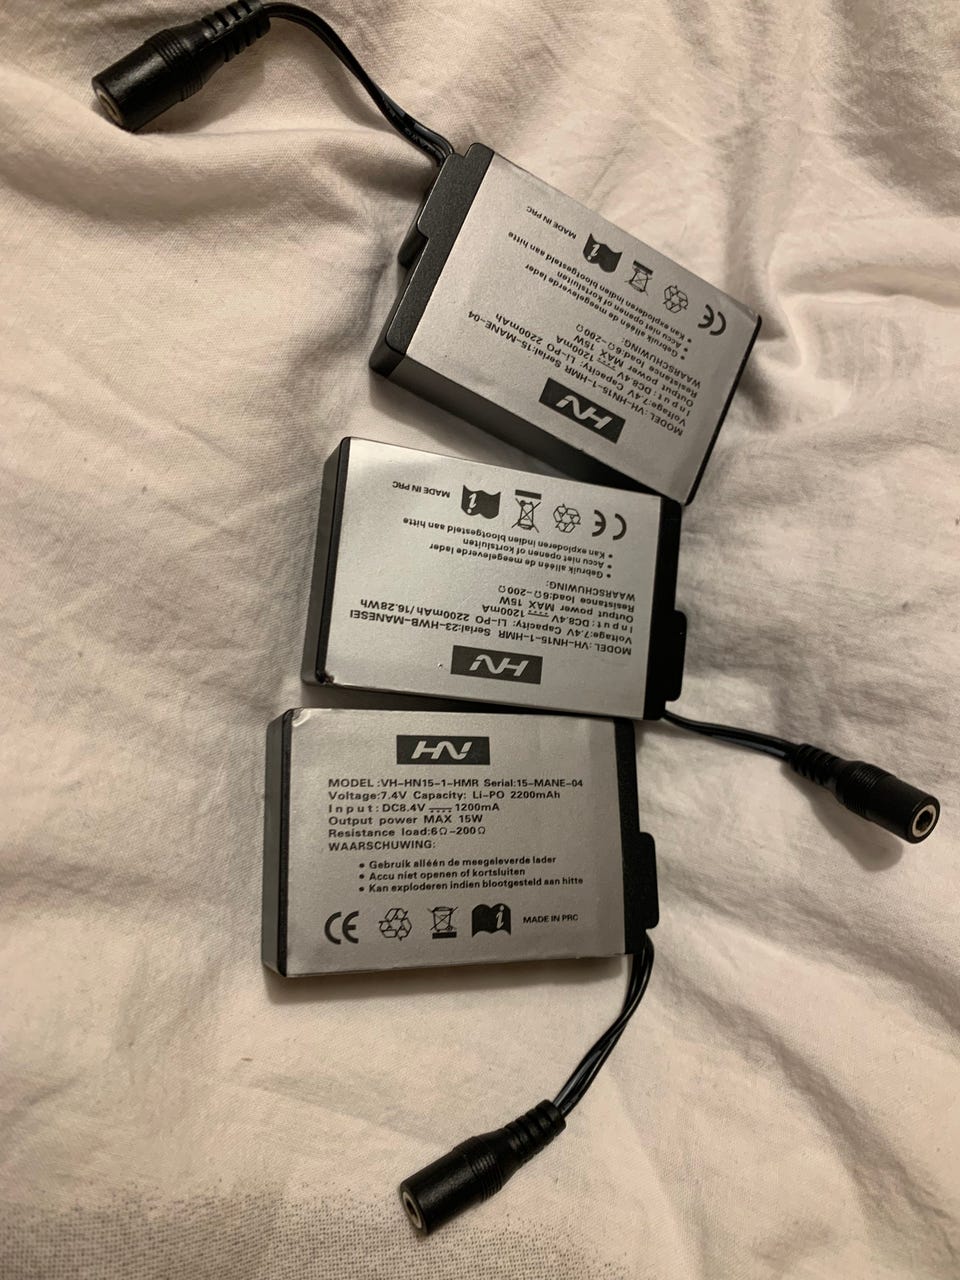 HN
MODEL :VH-HN15-1-HMR Serial:15-MANE-04
Voltage:7.4V Capacity: Li-PO 2200mAh
Input: DC8.4V 1200mA
Output power MAX 15W
Resistance load:6Ω-200Ω
WAARSCHUWING:
• Gebruik alléén de meegeleverde lader
• Accu niet openen of kortsluiten
• Kan exploderen indien blootgesteld aan hitte
CE
i
MADE IN PRC
HN
MODEL :VH-HN15-1-HMR Serial:23-HWB-MANESEI
Voltage:7.4V Capacity: Li-PO 2200mAh/16.28Wh
Input: DC8.4V 1200mA
Output power MAX 15W
Resistance load:6Ω-200Ω
WAARSCHUWING:
• Gebruik alléén de meegeleverde lader
• Accu niet openen of kortsluiten
• Kan exploderen indien blootgesteld aan hitte
CE
i
MADE IN PRC
HN
MODEL :VH-HN15-1-HMR Serial:15-MANE-04
Voltage:7.4V Capacity: Li-PO 2200mAh
Input: DC8.4V 1200mA
Output power MAX 15W
Resistance load:6Ω-200Ω
WAARSCHUWING:
• Gebruik alléén de meegeleverde lader
• Accu niet openen of kortsluiten
• Kan exploderen indien blootgesteld aan hitte
CE
i
MADE IN PRC